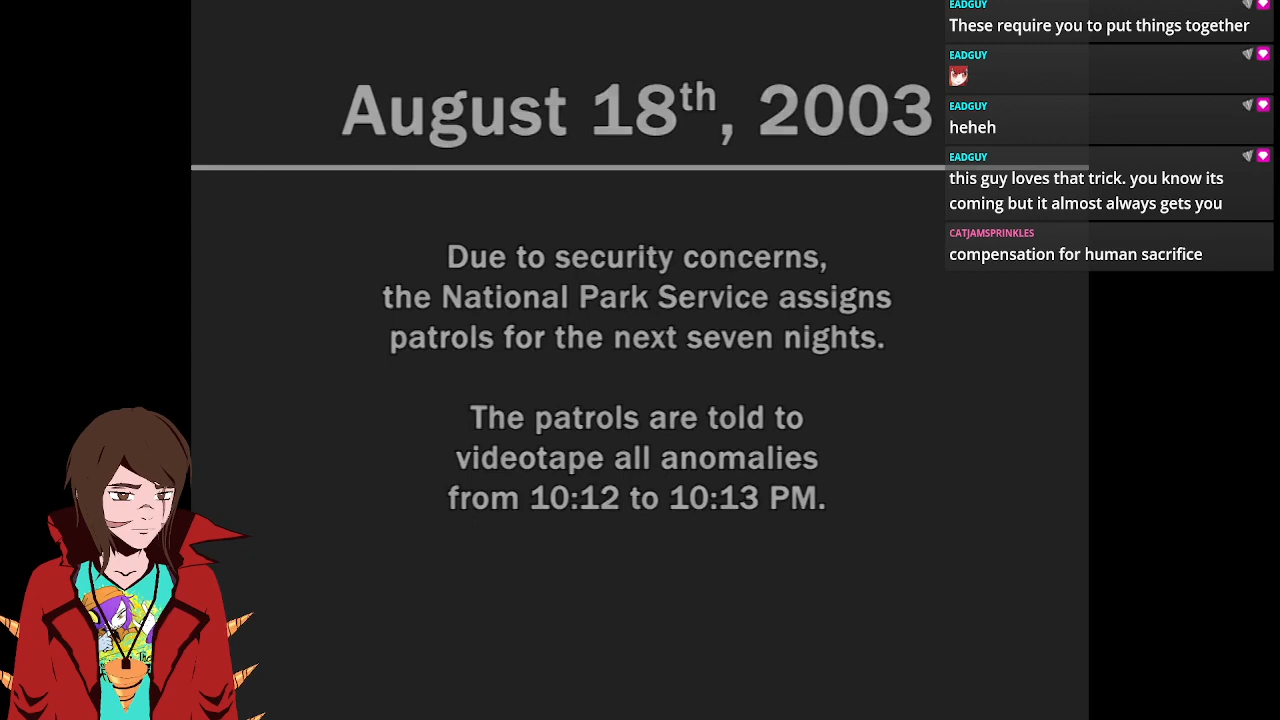 August 18th, 2003
Due to security concerns,
the National Park Service assigns
patrols for the next seven nights.
The patrols are told to
videotape all anomalies
from 10:12 to 10:13 PM.
EADGUY
These require you to put things together
EADGUY
EADGUY
heheh
EADGUY
this guy loves that trick. you know its
coming but it almost always gets you
CATJAMSPRINKLES
compensation for human sacrifice